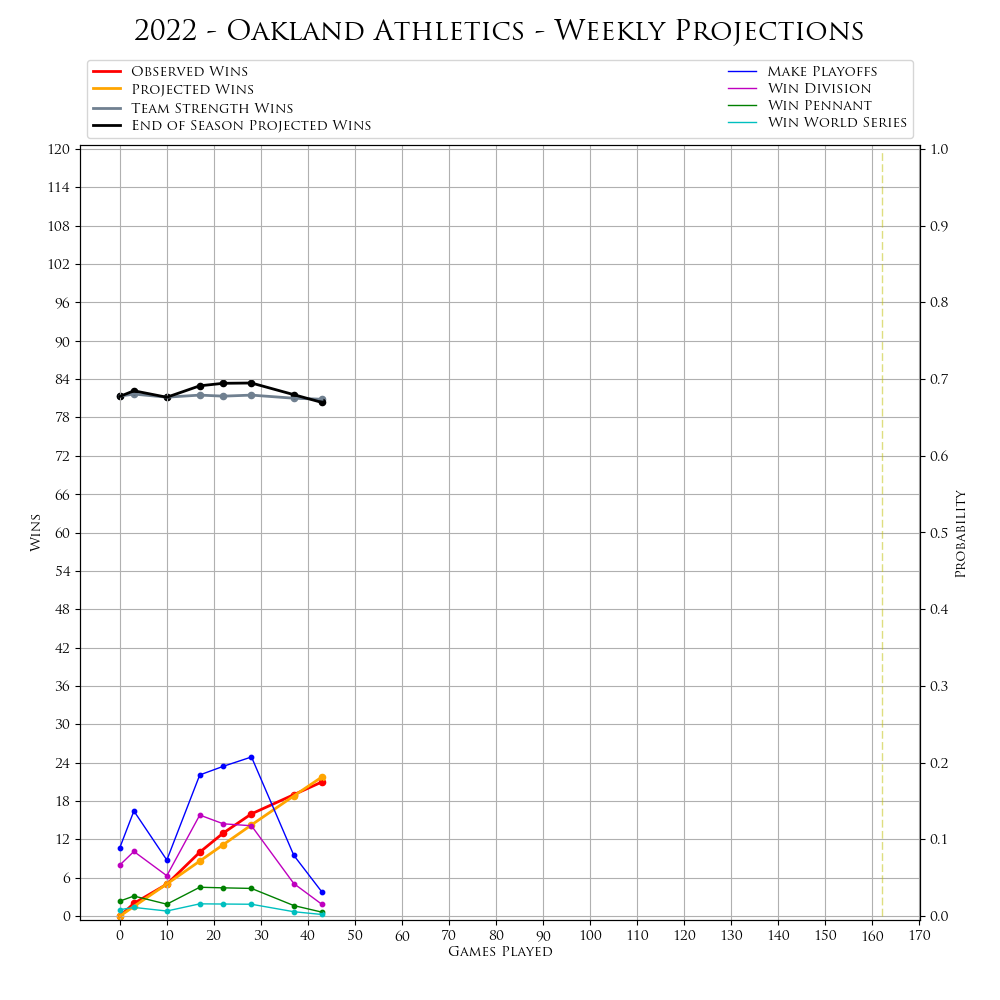 2022 - Oakland Athletics - Weekly Projections
Observed Wins
Projected Wins
Team Strength Wins
End of Season Projected Wins
Make Playoffs
Win Division
Win Pennant
Win World Series
120
114
108
102
96
90
84
78
72
66
60
54
48
42
36
30
24
18
12
6
0
Wins
1.0
0.9
0.8
0.7
0.6
0.5
0.4
0.3
0.2
0.1
0.0
Probability
0 10 20 30 40 50 60 70 80 90 100 110 120 130 140 150 160 170
Games Played